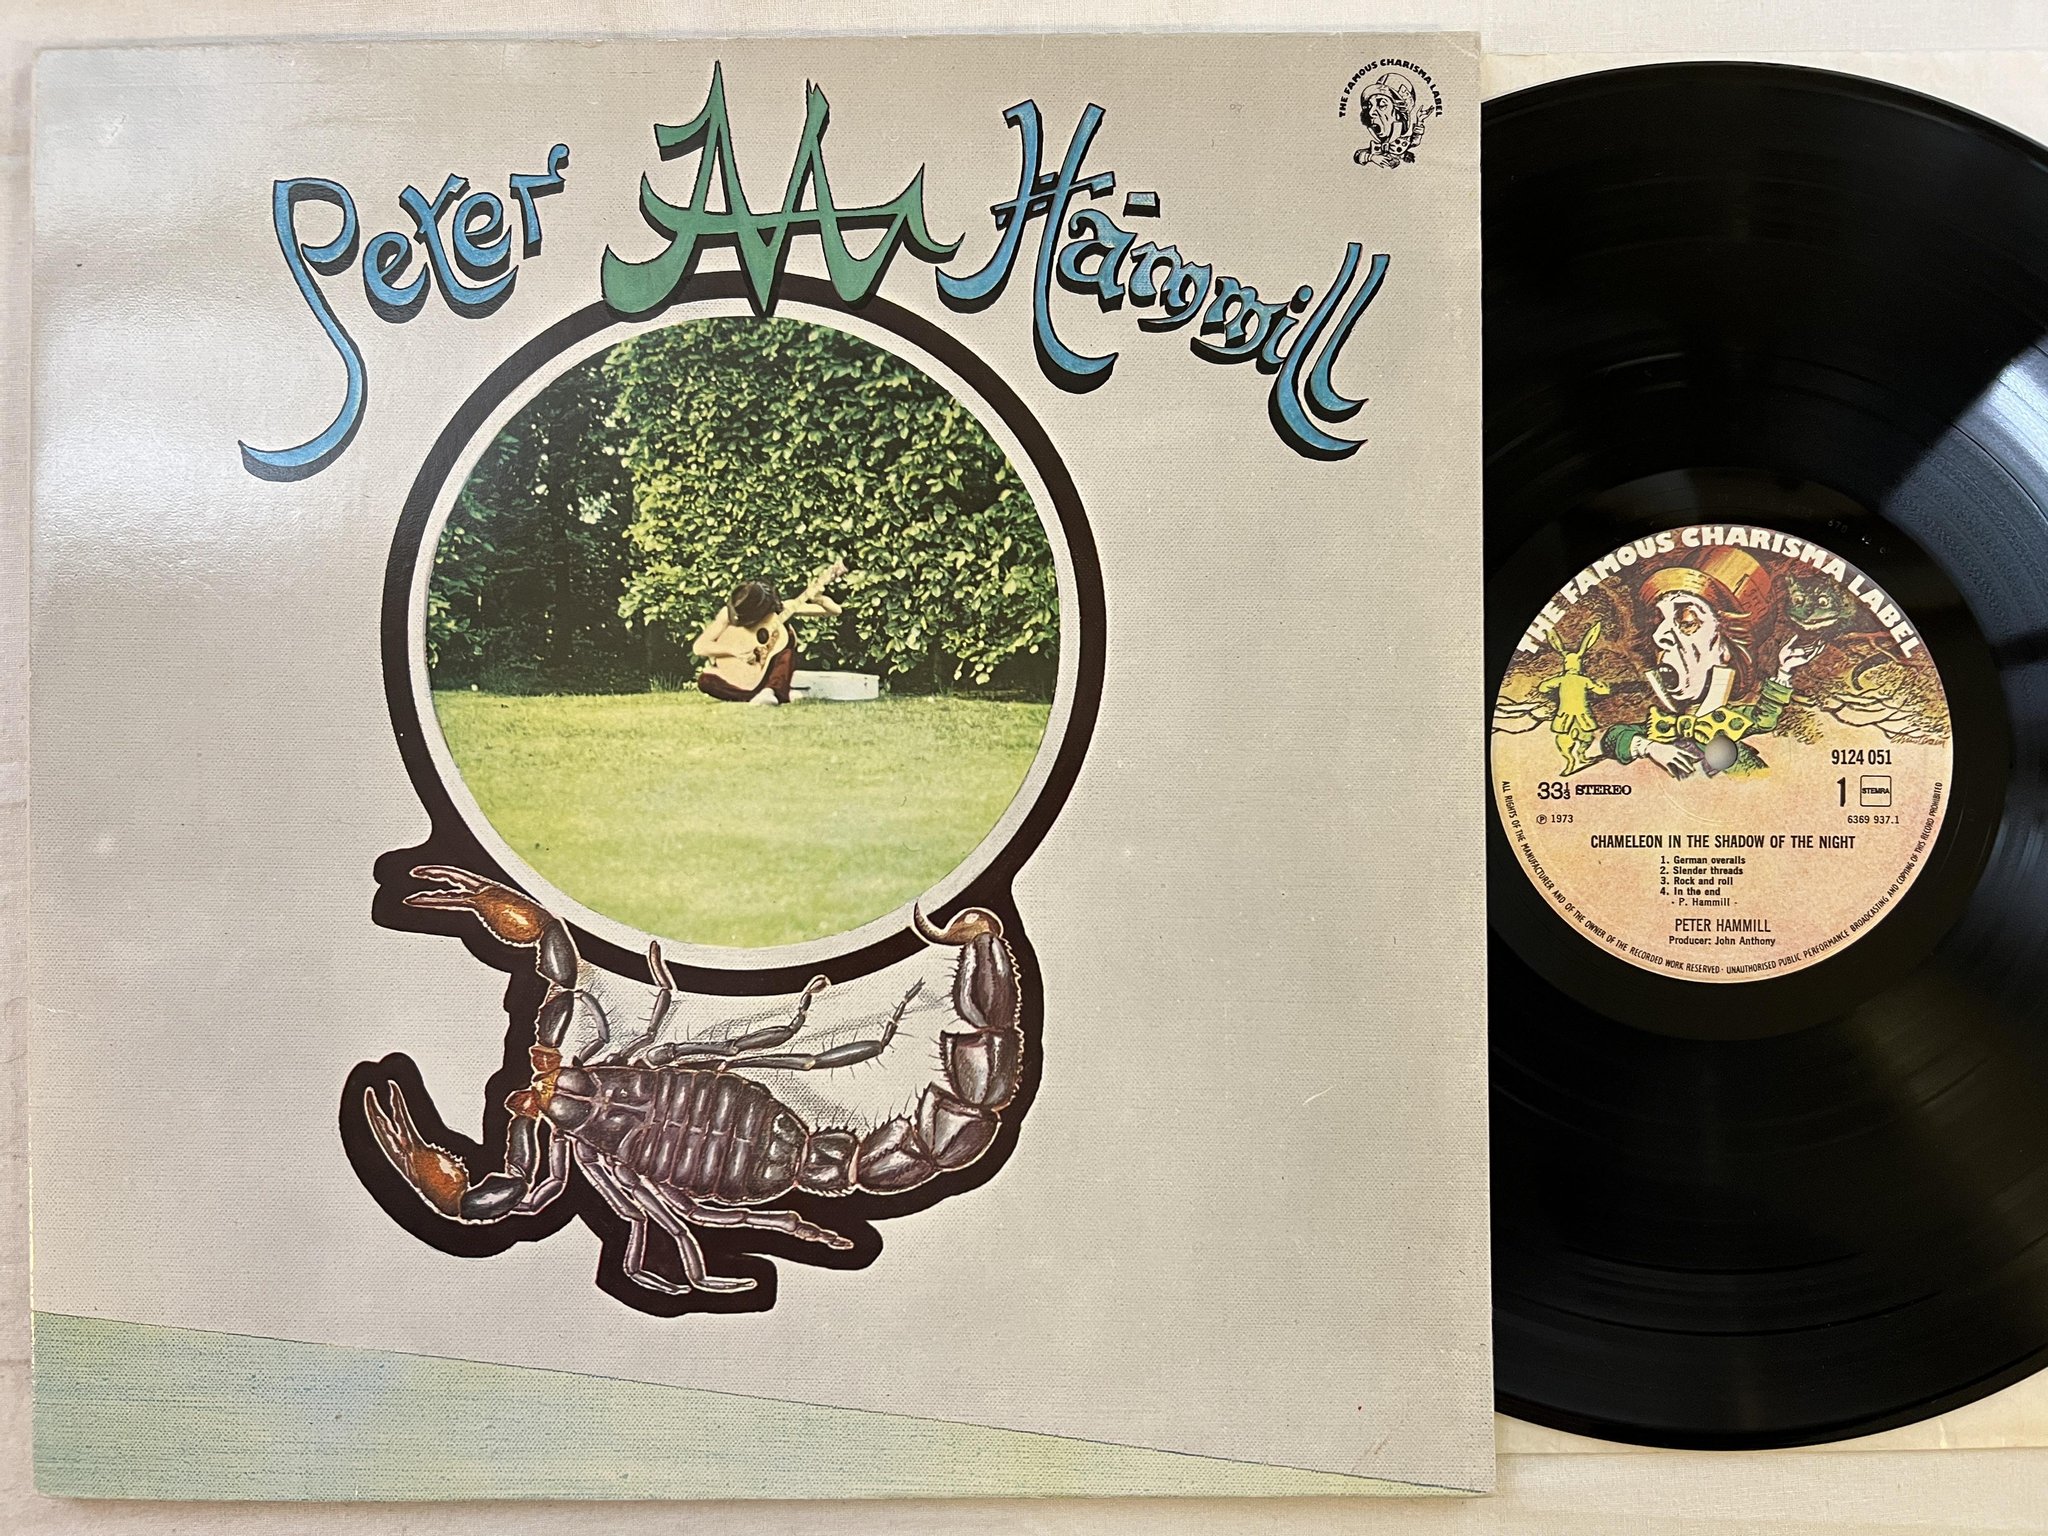 Peter Hammill
THE FAMOUS CHARISMA LABEL
THE FAMOUS CHARISMA LABEL
9124 051
33⅓ STEREO
1
STEMRA
℗ 1973
6369 937.1
CHAMELEON IN THE SHADOW OF THE NIGHT
1. German overalls
2. Slender threads
3. Rock and roll
4. In the end
- P. Hammill -
PETER HAMMILL
Producer: John Anthony
ALL RIGHTS OF THE MANUFACTURER AND OF THE OWNER OF THE RECORDED WORK RESERVED · UNAUTHORISED PUBLIC PERFORMANCE BROADCASTING AND COPYING OF THIS RECORD PROHIBITED